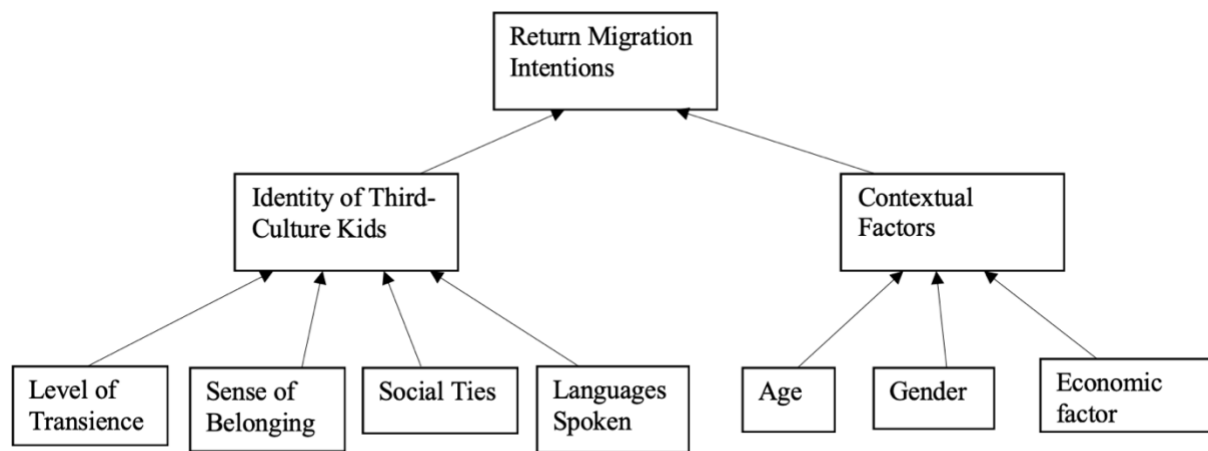 Return Migration
Intentions
Identity of Third-
Culture Kids
Contextual
Factors
Level of
Transience
Sense of
Belonging
Social Ties
Languages
Spoken
Age
Gender
Economic
factor